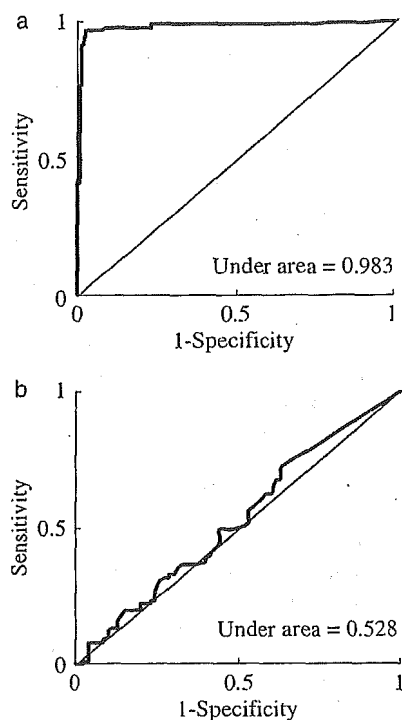 a
1
Sensitivity
0.5
Under area = 0.983
0
0
0.5
1
1-Specificity
b
1
Sensitivity
0.5
Under area = 0.528
0
0
0.5
1
1-Specificity